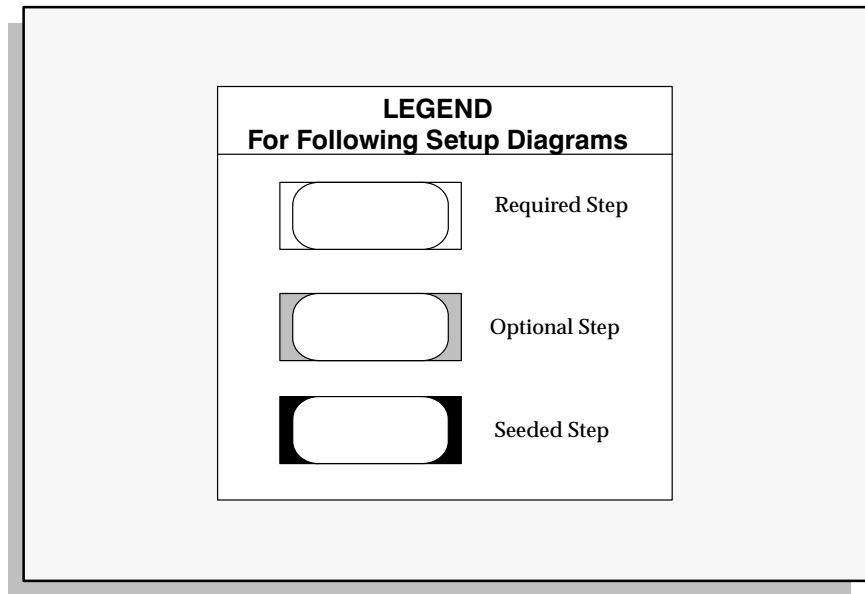 LEGEND
For Following Setup Diagrams
Required Step
Optional Step
Seeded Step